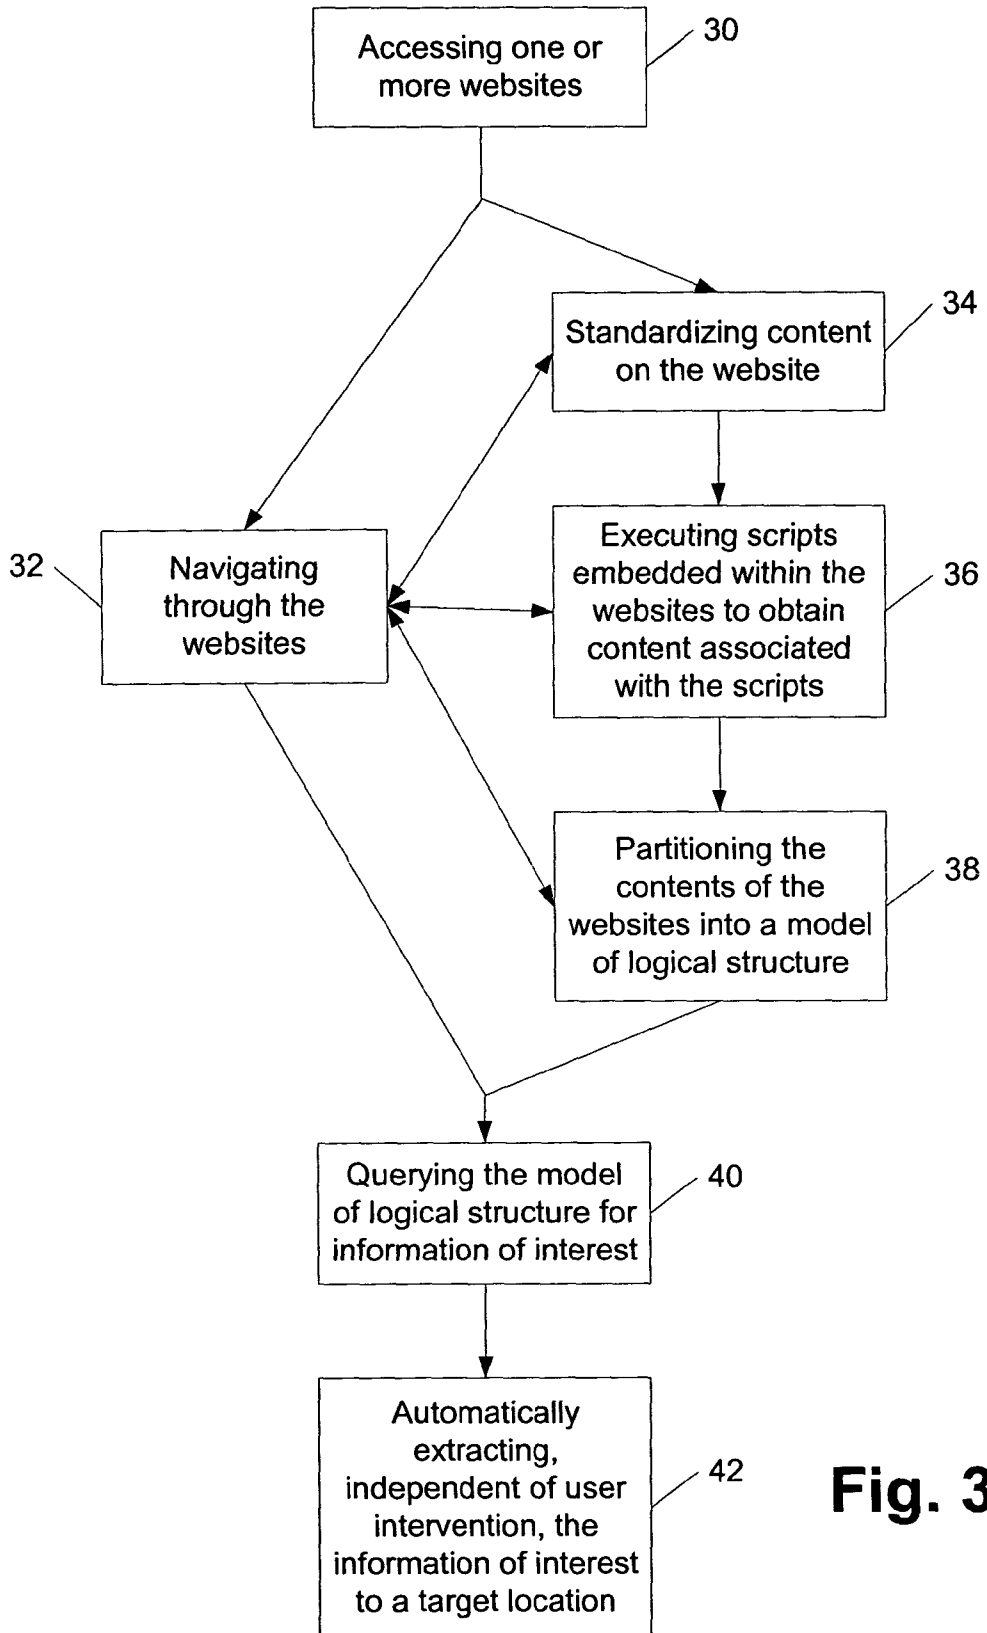 Accessing one or
more websites
30
Standardizing content
on the website
34
Navigating
through the
websites
32
Executing scripts
embedded within the
websites to obtain
content associated
with the scripts
36
Partitioning the
contents of the
websites into a model
of logical structure
38
Querying the model
of logical structure for
information of interest
40
Automatically
extracting,
independent of user
intervention, the
information of interest
to a target location
42
Fig. 3